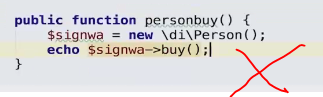 public function personbuy() {
$signwa = new \di\Person();
echo $signwa->buy();
}